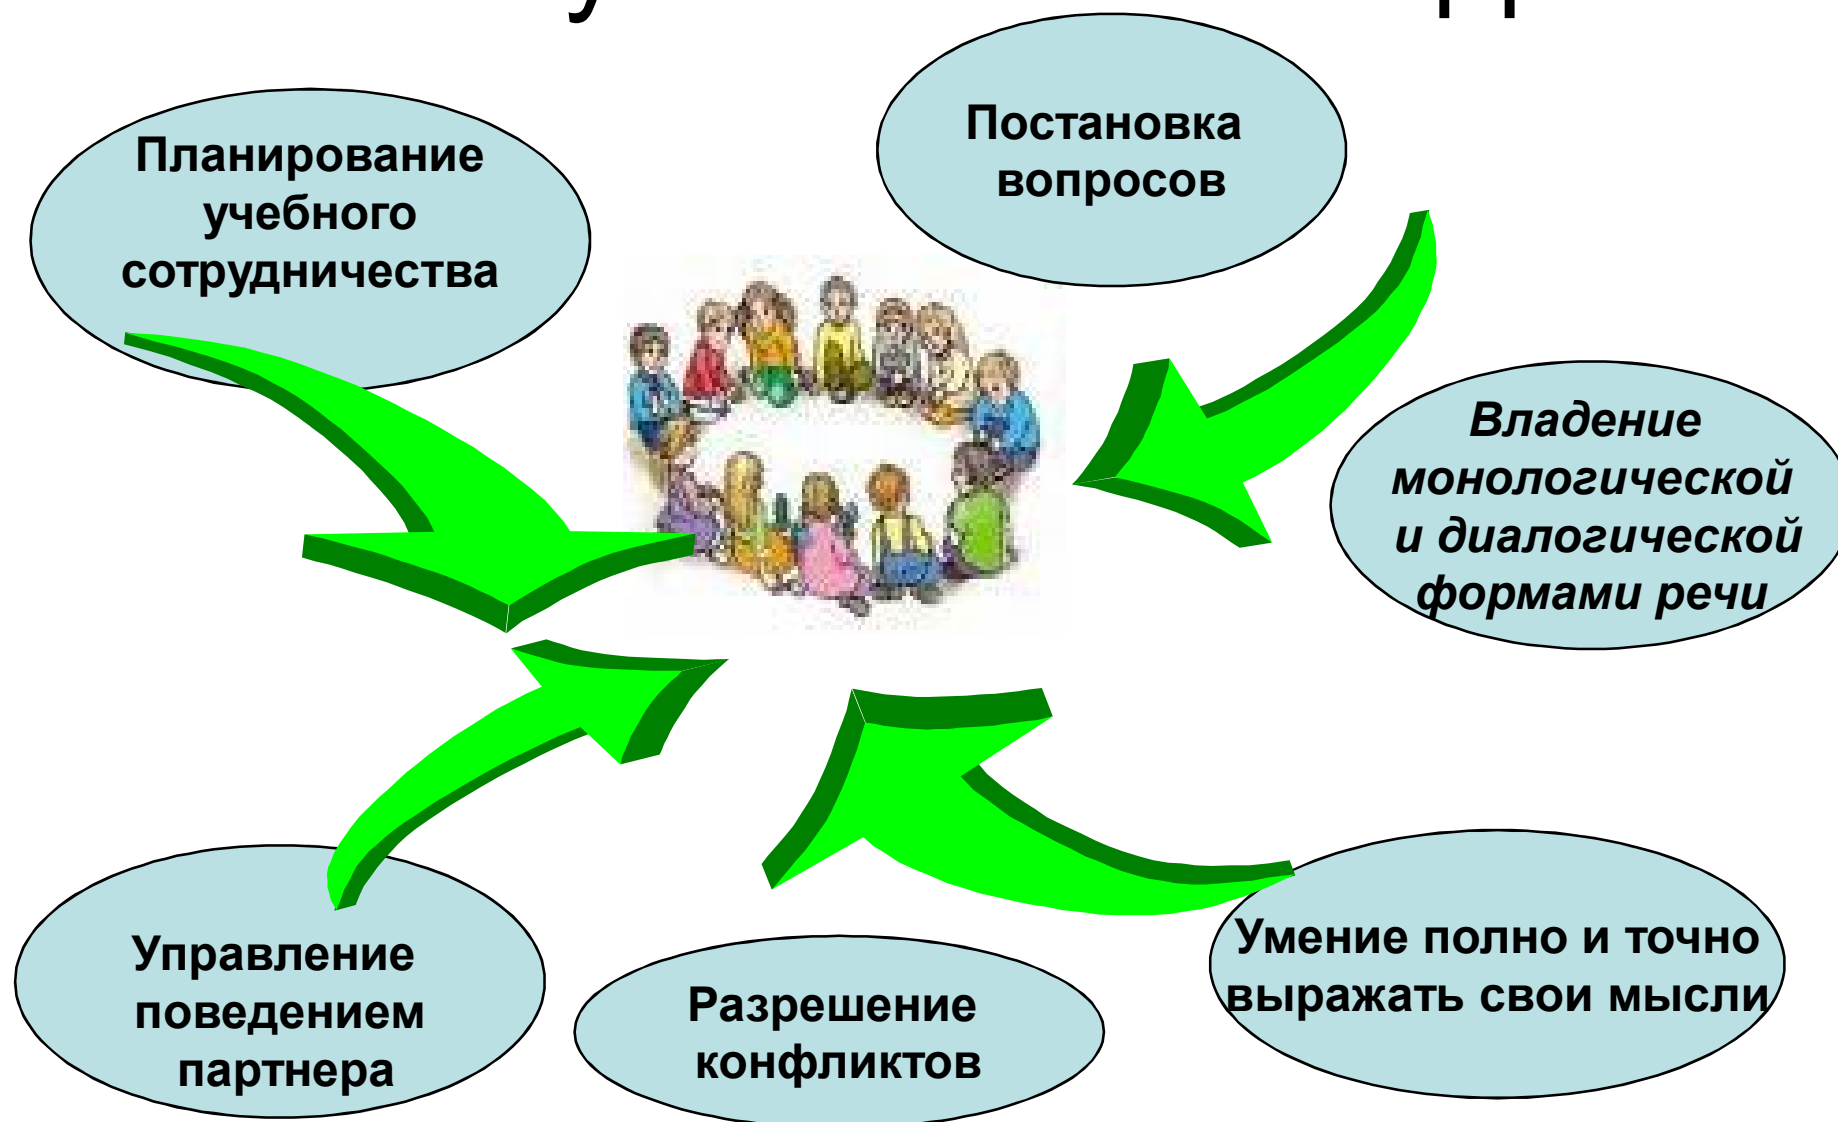 Планирование
учебного
сотрудничества
Постановка
вопросов
Владение
монологической
и диалогической
формами речи
Управление
поведением
партнера
Разрешение
конфликтов
Умение полно и точно
выражать свои мысли